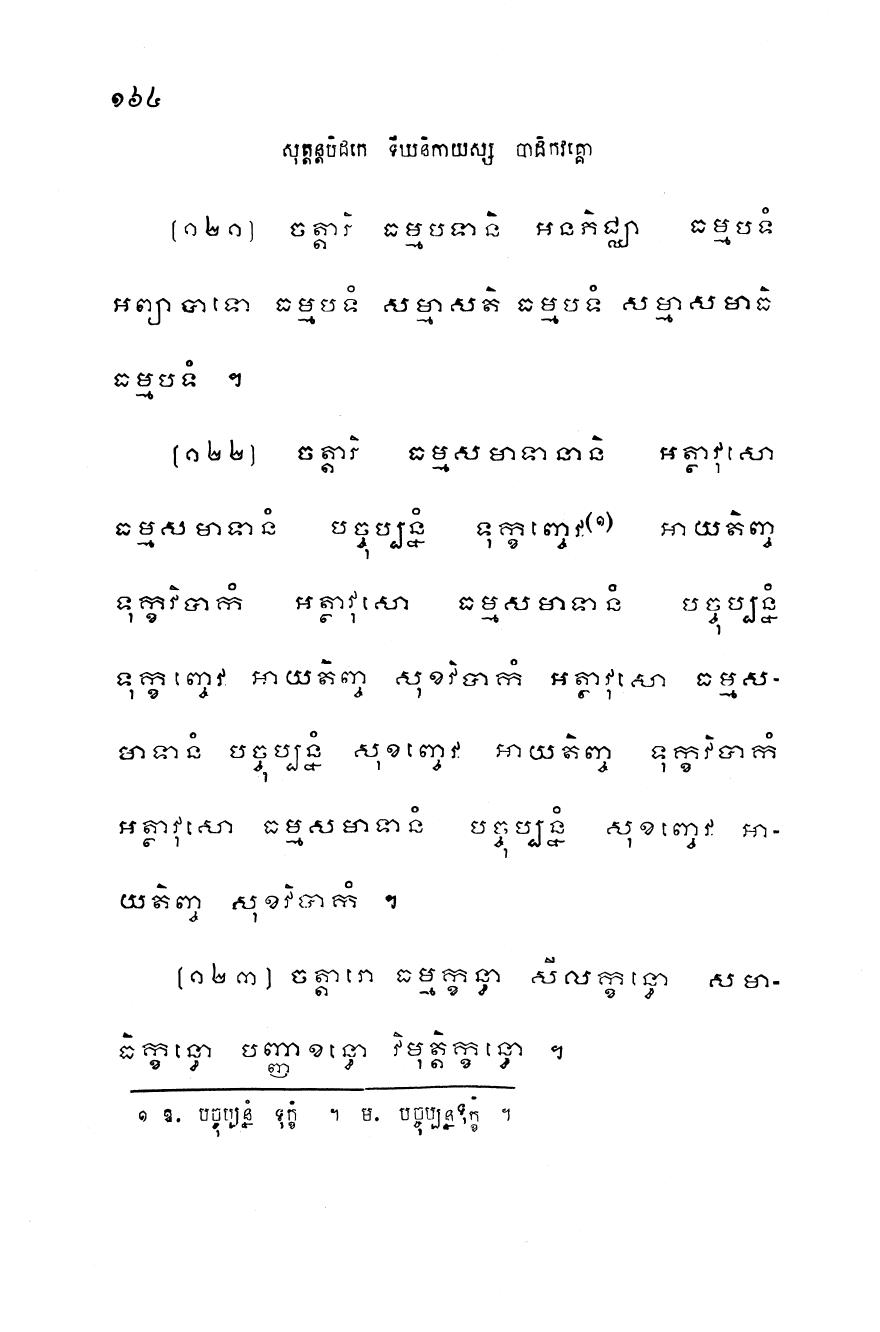 ១៦៤
សុត្តន្តបិដកេ ទីឃនិកាយស្ស បាដិកវគ្គោ
(១២១) ចត្តារិ ធម្មបទានិ អនភិជ្ឈា ធម្មបទំ
អព្យាបាទោ ធម្មបទំ សម្មាសតិ ធម្មបទំ សម្មាសមាធិ
ធម្មបទំ ។
(១២២) ចត្តារិ ធម្មសមាទានានិ អត្ថាវុសោ
ធម្មសមាទានំ បច្ចុប្បន្នំ ទុក្ខញ្ចេវ(១) អាយតិញ្ច
ទុក្ខវិបាកំ អត្ថាវុសោ ធម្មសមាទានំ បច្ចុប្បន្នំ
ទុក្ខញ្ចេវ អាយតិញ្ច សុខវិបាកំ អត្ថាវុសោ ធម្មស-
មាទានំ បច្ចុប្បន្នំ សុខញ្ចេវ អាយតិញ្ច ទុក្ខវិបាកំ
អត្ថាវុសោ ធម្មសមាទានំ បច្ចុប្បន្នំ សុខញ្ចេវ អា-
យតិញ្ច សុខវិបាកំ ។
(១២៣) ចត្តារោ ធម្មក្ខន្ធា សីលក្ខន្ធោ សមា-
ធិក្ខន្ធោ បញ្ញាខន្ធោ វិមុត្តិក្ខន្ធោ ។
១ ឧ. បច្ចុប្បន្នំ ទុក្ខំ ។ ម. បច្ចុប្បន្នទុក្ខំ ។